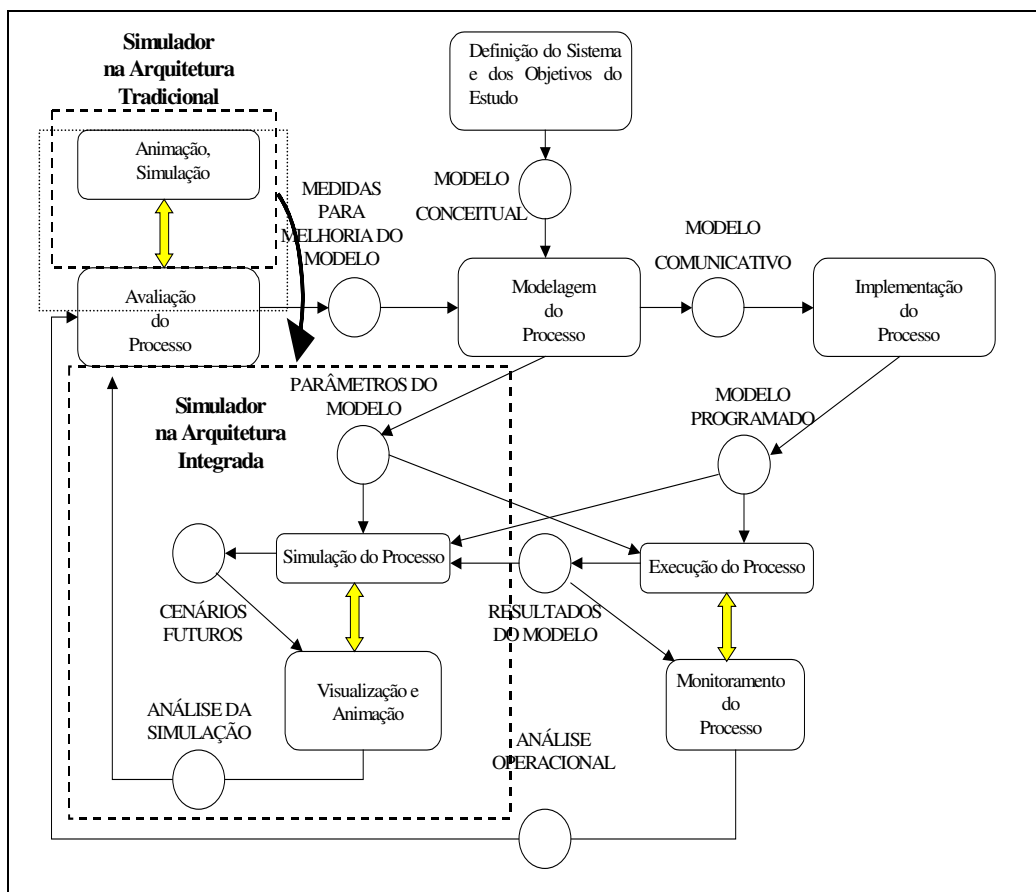 Simulador
na Arquitetura
Tradicional
Definição do Sistema
e dos Objetivos do
Estudo
Animação,
Simulação
MEDIDAS
PARA
MELHORIA DO
MODELO
MODELO
CONCEITUAL
MODELO
COMUNICATIVO
Avaliação
do
Processo
Modelagem
do
Processo
Implementação
do
Processo
PARÂMETROS DO
MODELO
Simulador
na Arquitetura
Integrada
MODELO
PROGRAMADO
Simulação do Processo
Execução do Processo
CENÁRIOS
FUTUROS
RESULTADOS
DO MODELO
Visualização e
Animação
Monitoramento
do
Processo
ANÁLISE DA
SIMULAÇÃO
ANÁLISE
OPERACIONAL